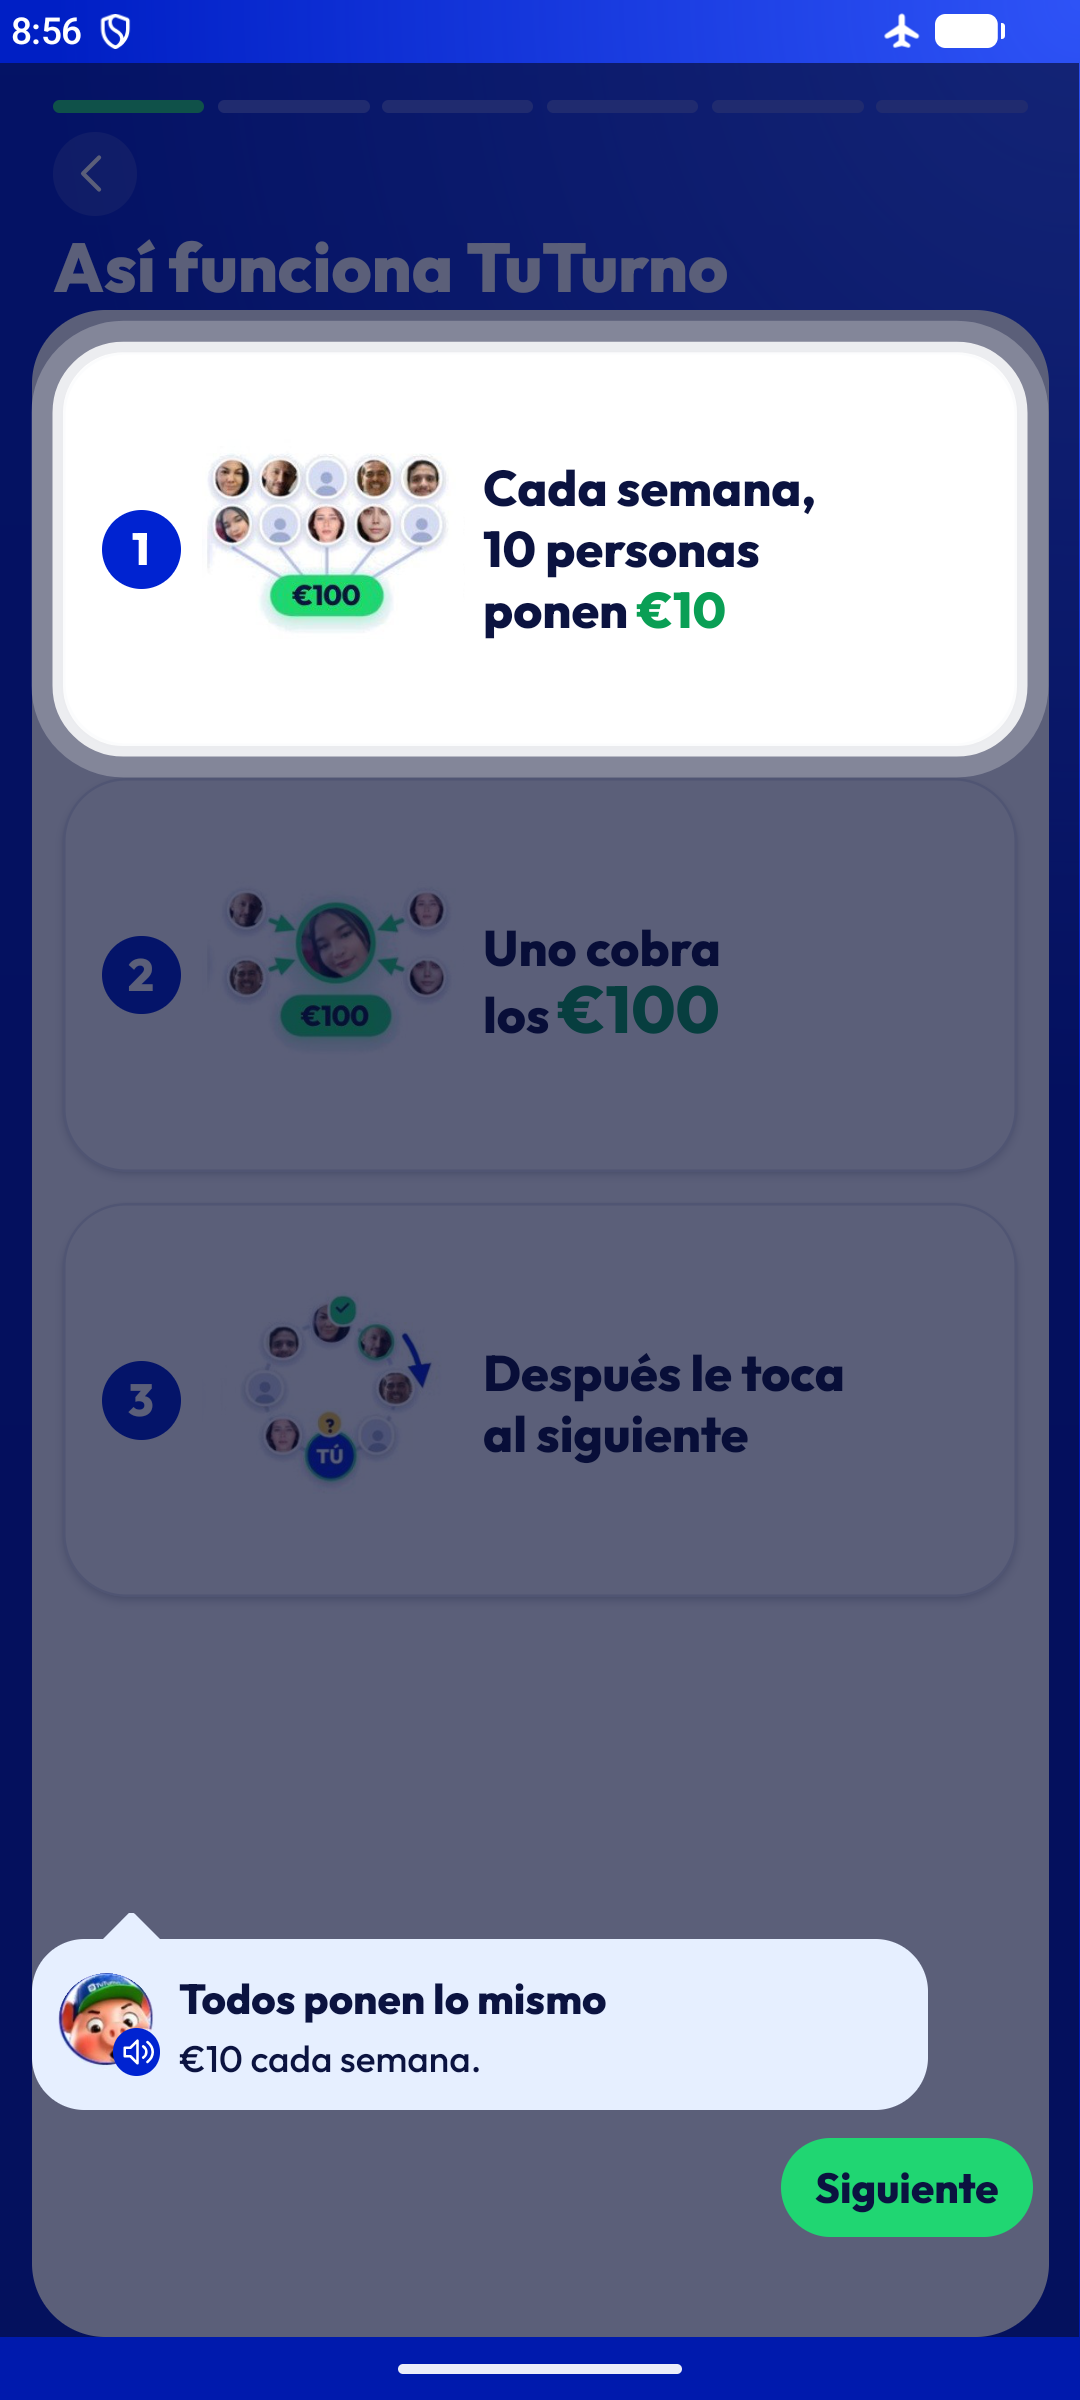 8:56
Así funciona TuTurno
1
€100
Cada semana,
10 personas
ponen €10
2
€100
Uno cobra
los €100
3
?
TÚ
Después le toca
al siguiente
Todos ponen lo mismo
€10 cada semana.
Siguiente